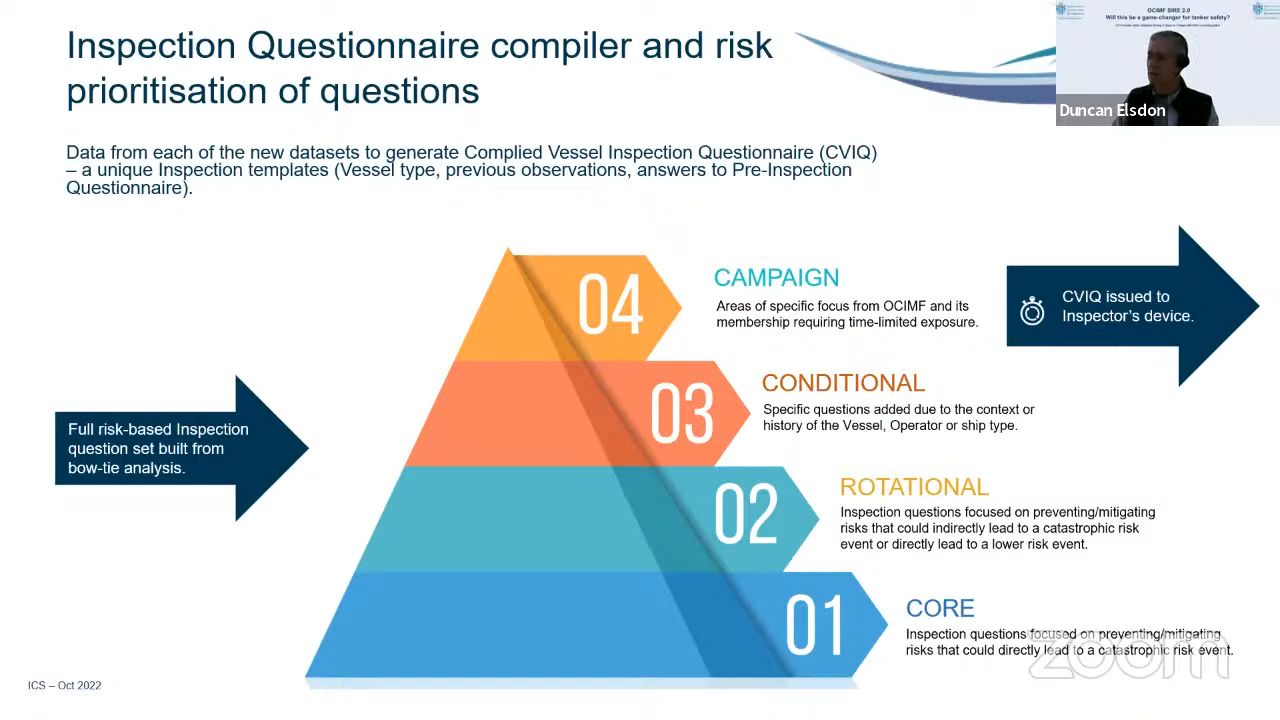 Inspection Questionnaire compiler and risk
prioritisation of questions
OCIMF SIRE 2.0
Will this be a game-changer for tanker safety?
Duncan Elsdon
Data from each of the new datasets to generate Complied Vessel Inspection Questionnaire (CVIQ)
– a unique Inspection templates (Vessel type, previous observations, answers to Pre-Inspection
Questionnaire).
04
CAMPAIGN
Areas of specific focus from OCIMF and its
membership requiring time-limited exposure.
CVIQ issued to
Inspector's device.
03
CONDITIONAL
Specific questions added due to the context or
history of the Vessel, Operator or ship type.
Full risk-based Inspection
question set built from
bow-tie analysis.
02
ROTATIONAL
Inspection questions focused on preventing/mitigating
risks that could indirectly lead to a catastrophic risk
event or directly lead to a lower risk event.
01
CORE
Inspection questions focused on preventing/mitigating
risks that could directly lead to a catastrophic risk event.
zoom
ICS – Oct 2022